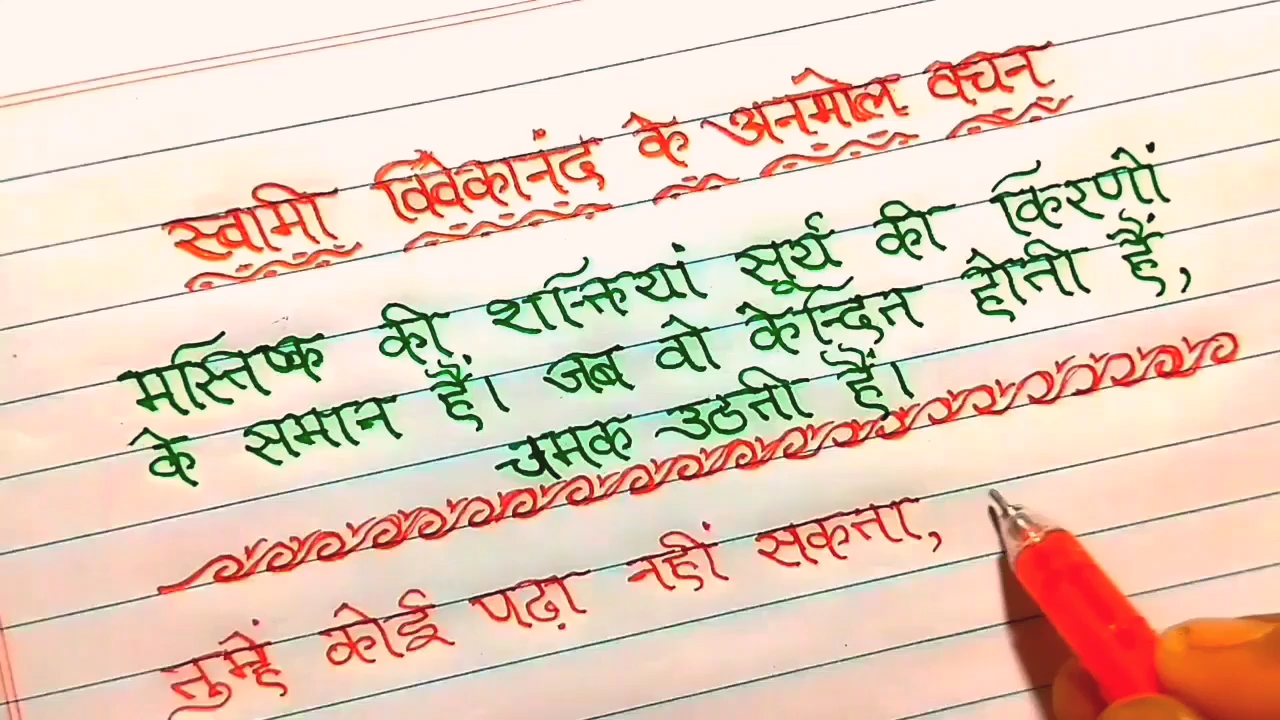 स्वामी विवेकानंद के अनमोल वचन
मस्तिष्क की शक्तियां सूर्य की किरणों
के समान हैं। जब वो केन्दित होती हैं,
चमक उठती हैं।
तुम्हें कोई पढ़ा नहीं सकता,